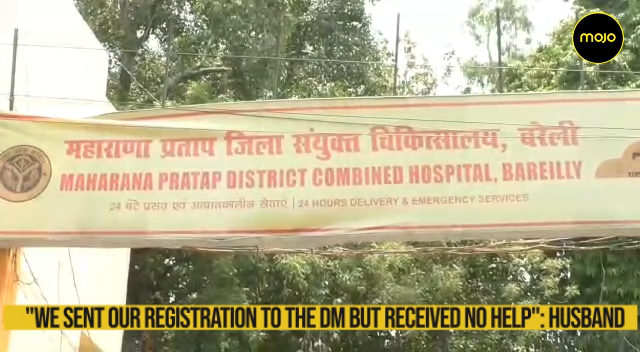 mojo
महाराणा प्रताप जिला संयुक्त चिकित्सालय, बरेली
MAHARANA PRATAP DISTRICT COMBINED HOSPITAL, BAREILLY
24 घंटे प्रसव एवं आपातकालीन सेवाएं | 24 HOURS DELIVERY & EMERGENCY SERVICES
"WE SENT OUR REGISTRATION TO THE DM BUT RECEIVED NO HELP": HUSBAND